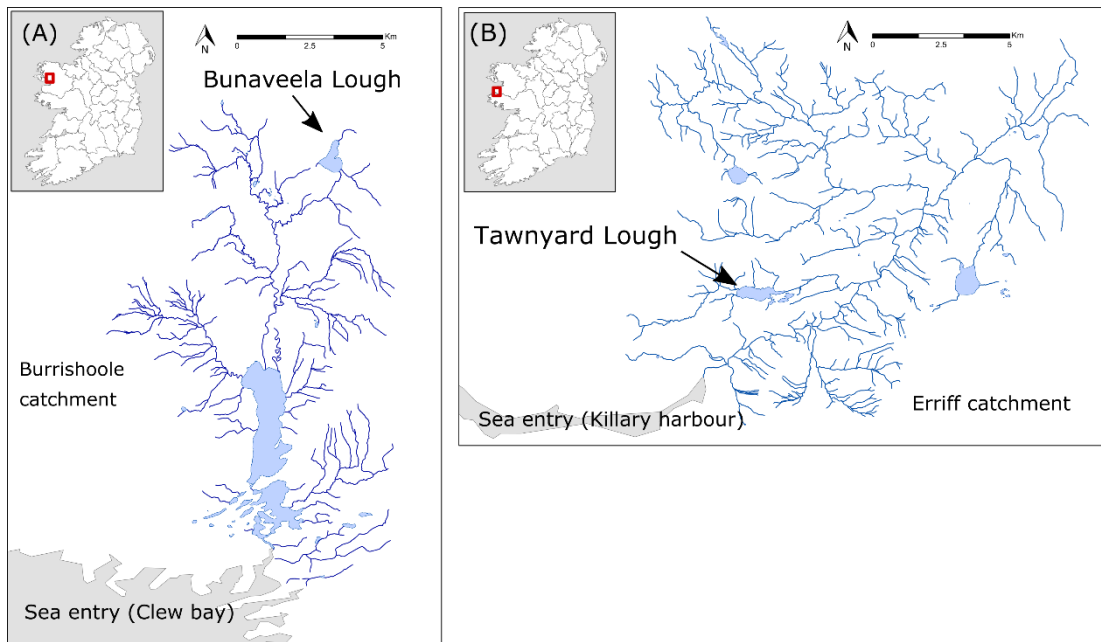 (A)
N
0 2.5 5
Km
Bunaveela Lough
Burrishoole
catchment
Sea entry (Clew bay)
(B)
N
0 2.5 5
Km
Tawnyard Lough
Erriff catchment
Sea entry (Killary harbour)